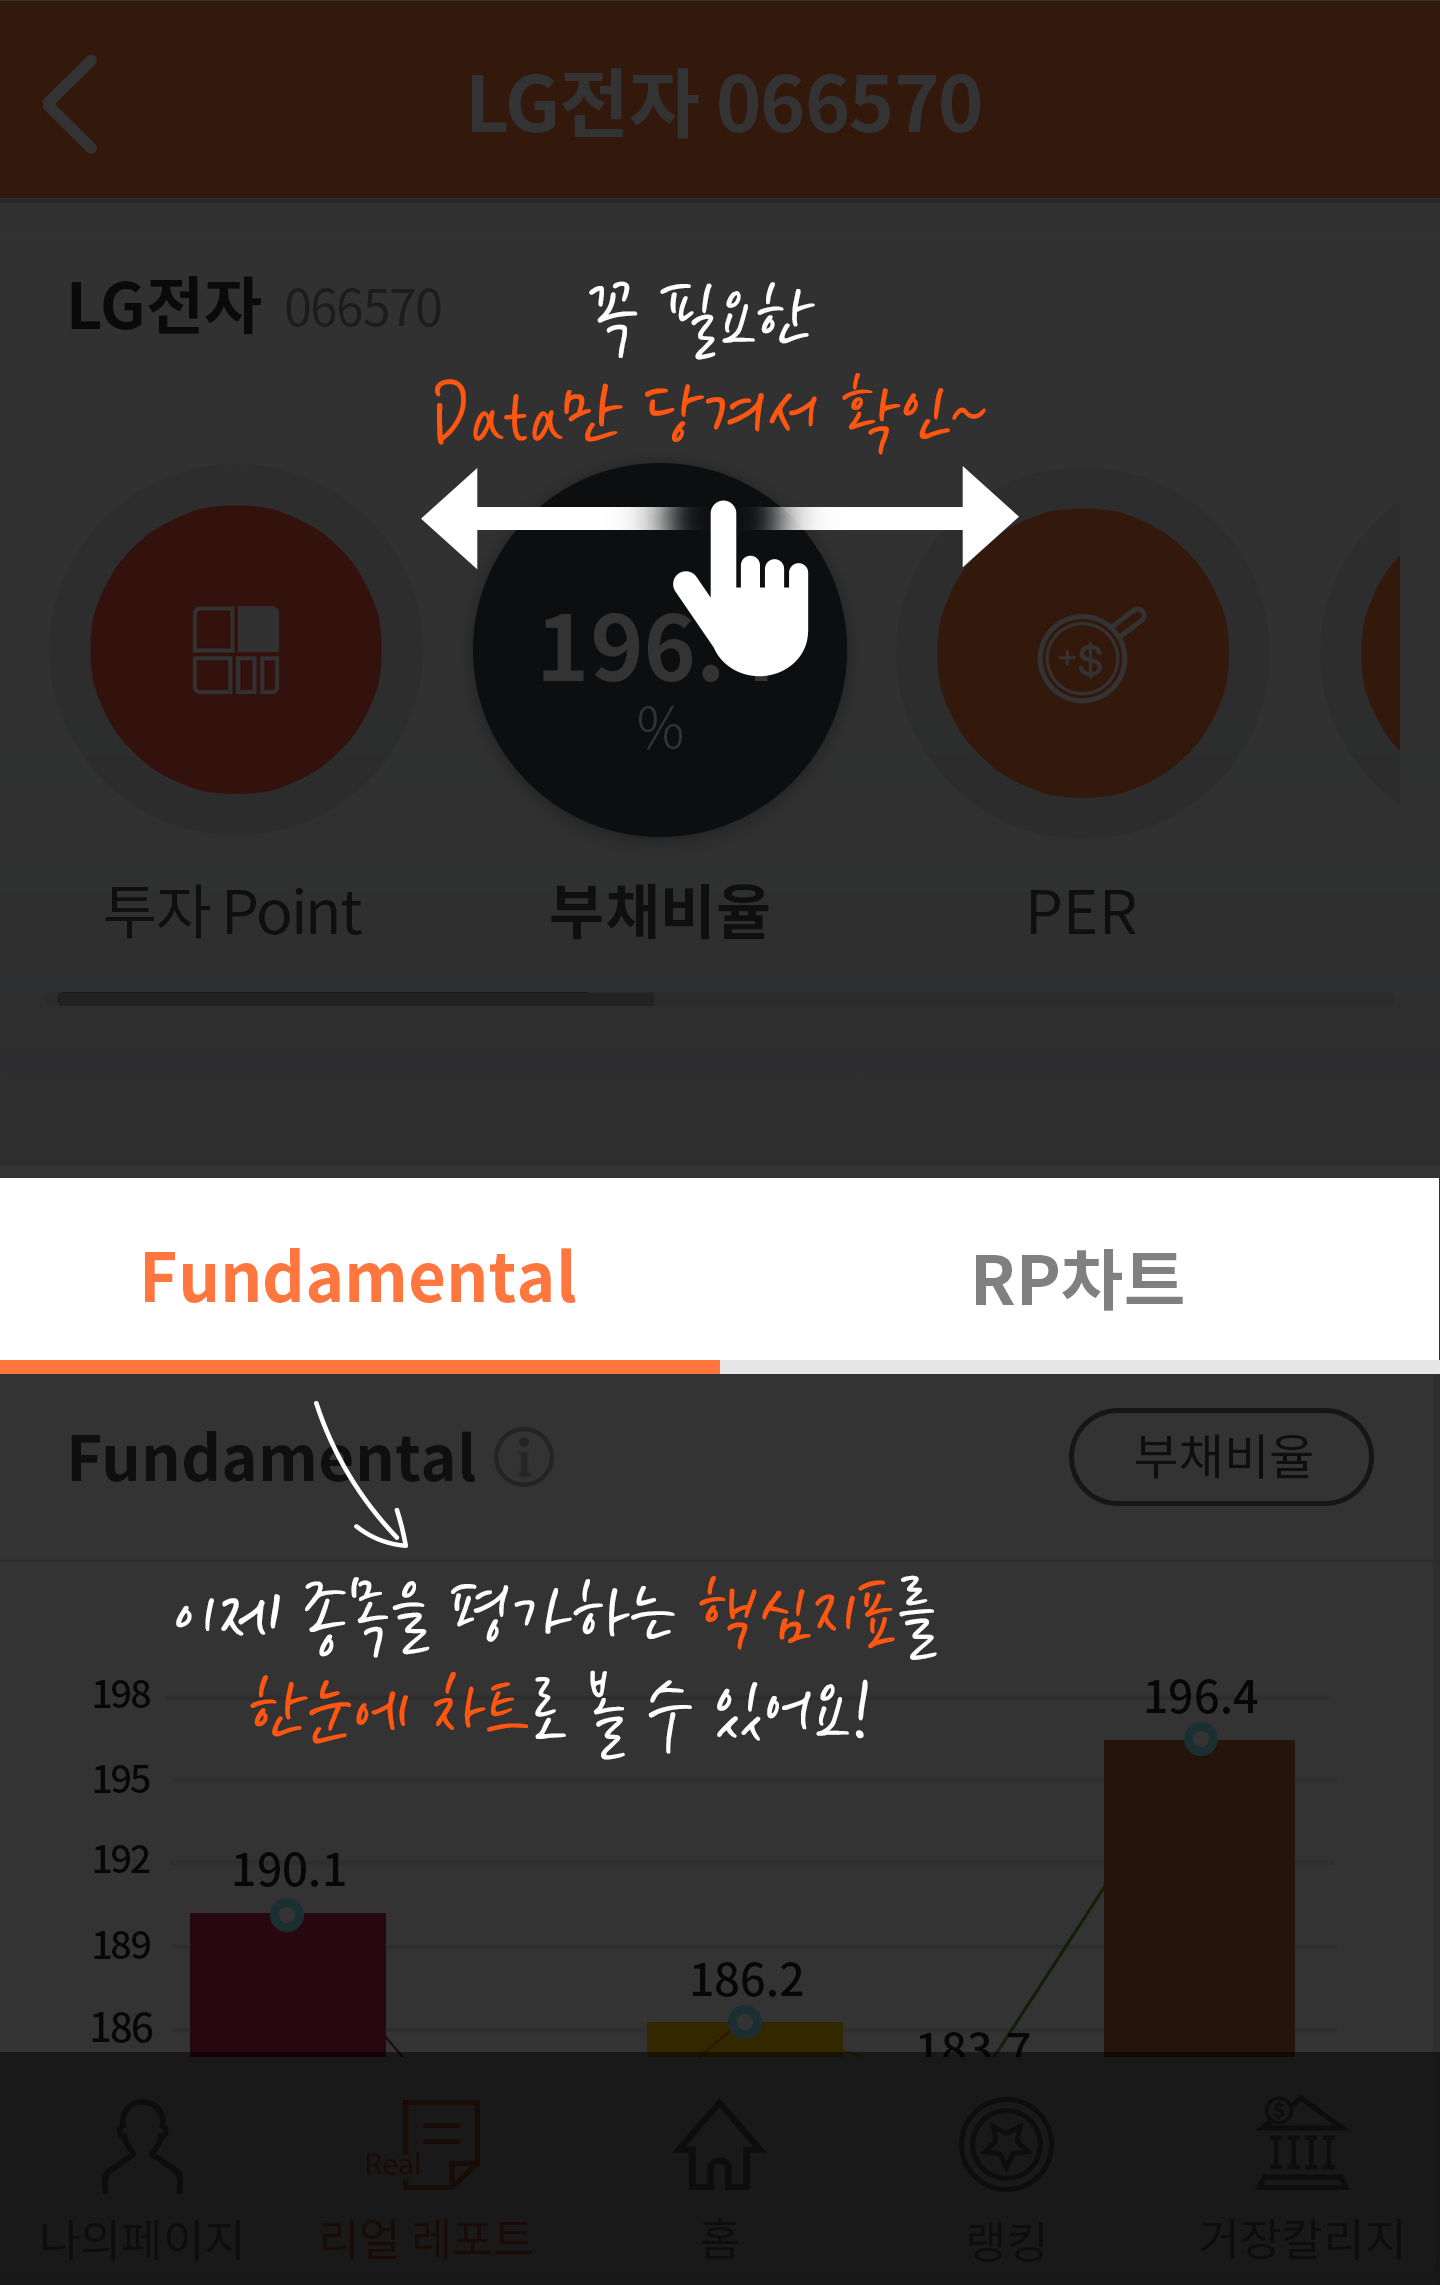 LG전자 066570
LG전자 066570
꼭 필요한
Data만 당겨서 확인~
196.4
%
+$
투자 Point
부채비율
PER
Fundamental
RP차트
Fundamental i
부채비율
이제 종목을 평가하는 핵심지표를
한눈에 차트로 볼 수 있어요!
198
196.4
195
192
190.1
189
186.2
186
183.7
$
Real
나의페이지
리얼 레포트
홈
랭킹
거장칼리지